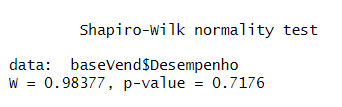 Shapiro-Wilk normality test
data:  baseVend$Desempenho
W = 0.98377, p-value = 0.7176